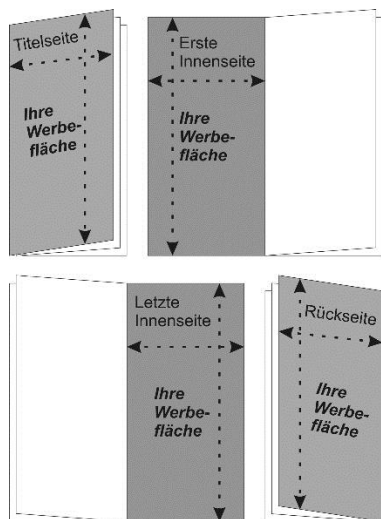 Titelseite
Ihre
Werbe-
fläche
Erste
Innenseite
Ihre
Werbe-
fläche
Letzte
Innenseite
Ihre
Werbe-
fläche
Rückseite
Ihre
Werbe-
fläche